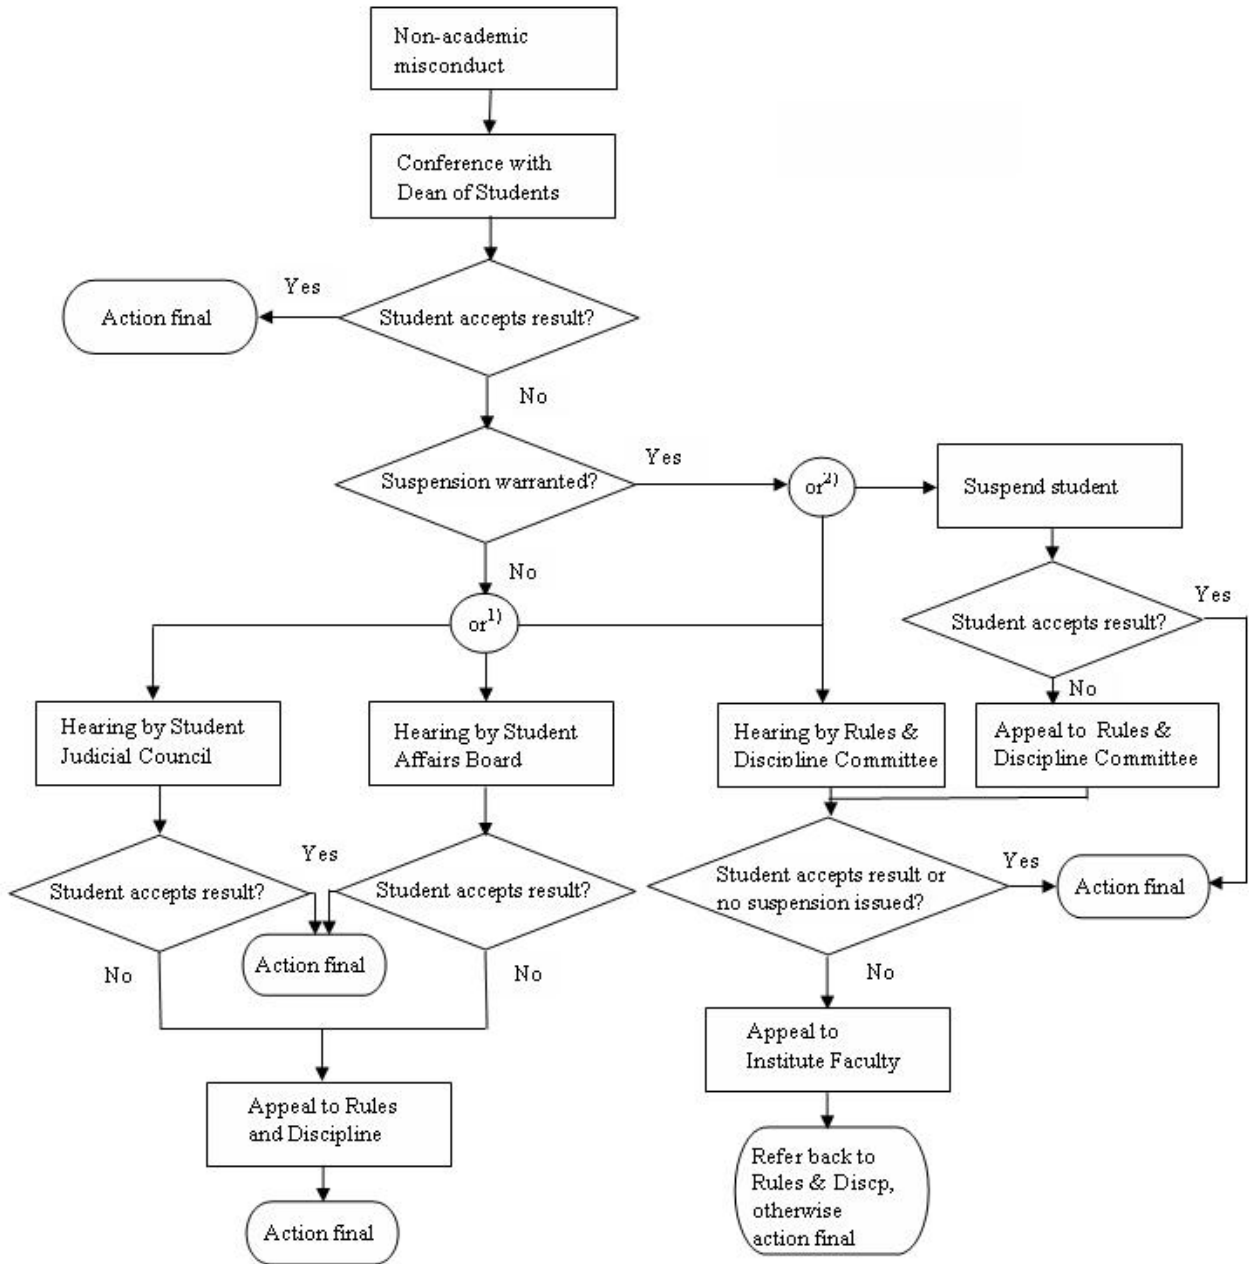 Non-academic
misconduct
Conference with
Dean of Students
Yes
Action final
Student accepts result?
No
Suspension warranted?
Yes
or2)
Suspend student
No
or1)
Student accepts result?
Yes
No
Hearing by Student
Judicial Council
Hearing by Student
Affairs Board
Hearing by Rules &
Discipline Committee
Appeal to Rules &
Discipline Committee
Student accepts result?
Yes
Student accepts result?
Student accepts result or
no suspension issued?
Yes
Action final
No
Action final
No
No
Appeal to
Institute Faculty
Appeal to Rules
and Discipline
Refer back to
Rules & Discp,
otherwise
action final
Action final